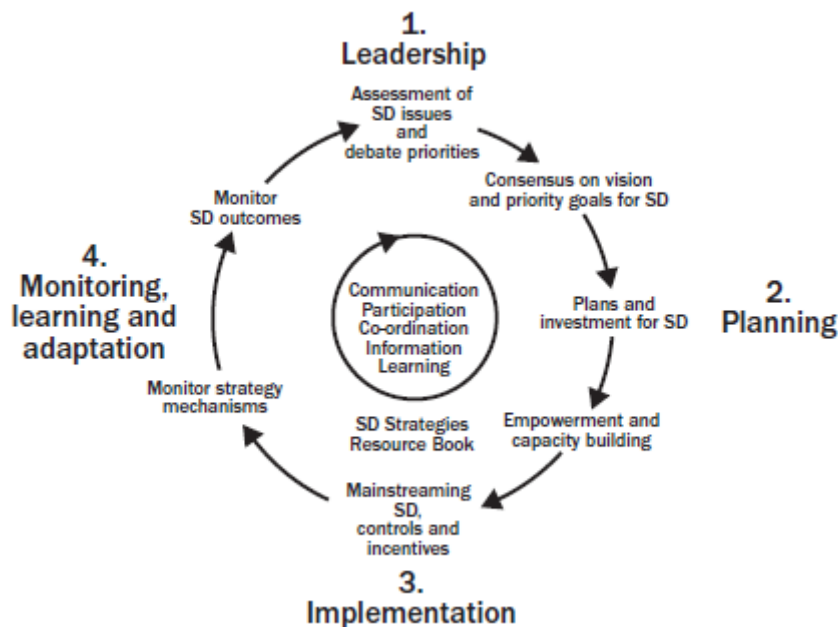 1.
Leadership
Assessment of
SD issues
and
debate priorities
Consensus on vision
and priority goals for SD
Plans and
investment for SD
2.
Planning
Empowerment and
capacity building
Mainstreaming
SD,
controls and
incentives
3.
Implementation
Monitor strategy
mechanisms
4.
Monitoring,
learning and
adaptation
Monitor
SD outcomes
Communication
Participation
Co-ordination
Information
Learning
SD Strategies
Resource Book